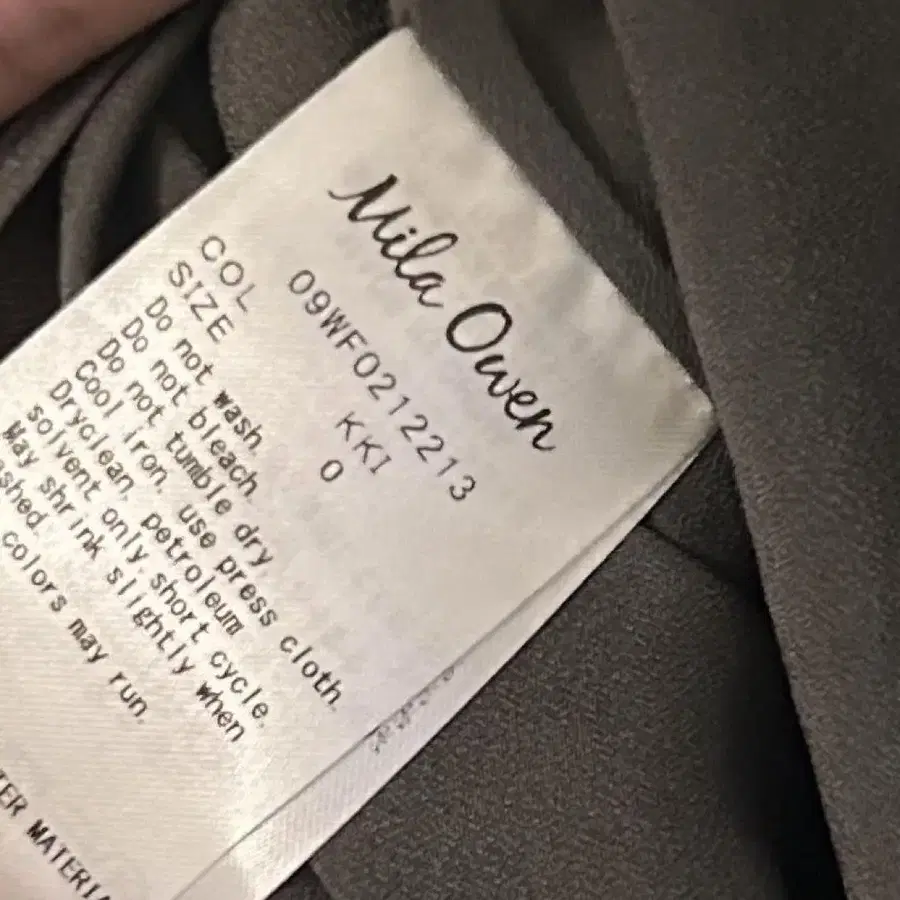 Mila Owen
09WF0212213
COL KKI
SIZE 0
Do not wash.
Do not bleach.
Do not tumble dry
Cool iron. use press cloth.
Dryclean. petroleum
solvent only. short cycle.
May shrink slightly when
colors may run.